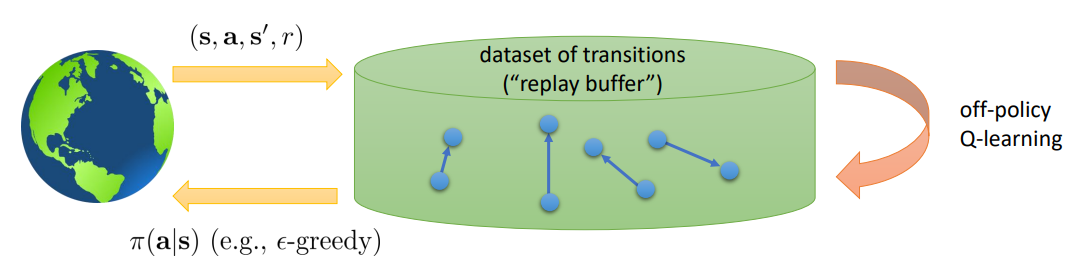 (s, a, s′, r)
dataset of transitions
(“replay buffer”)
off-policy
Q-learning
π(a|s) (e.g., ϵ-greedy)